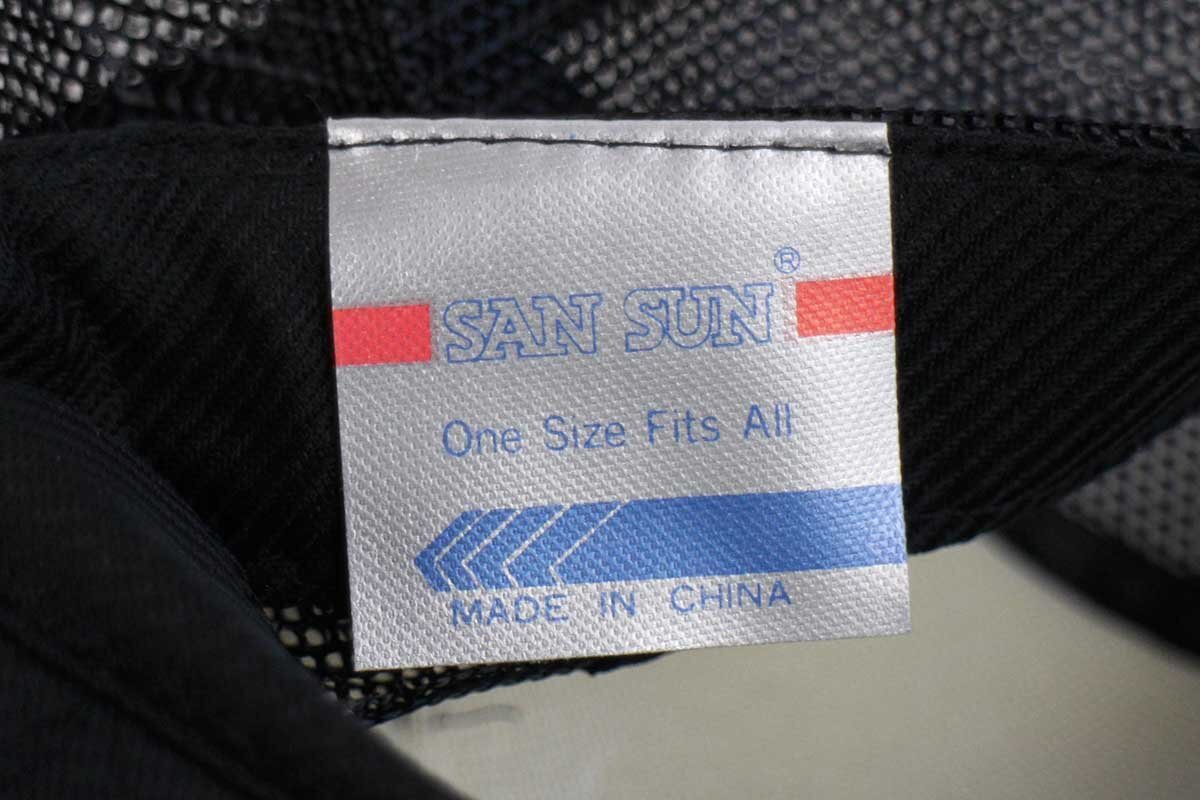 SAN SUN ®
One Size Fits All
MADE IN CHINA